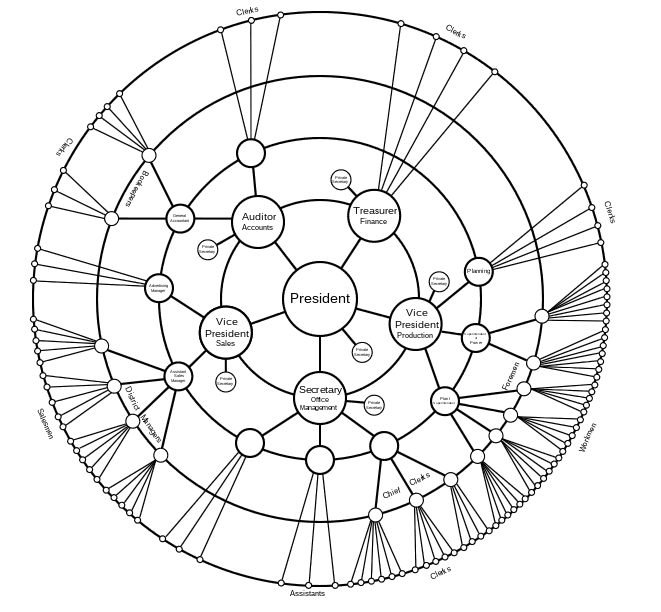 Clerks
Clerks
Clerks
Clerks
Private
Secretary
Bookkeepers
General
Accountant
Auditor
Accounts
Treasurer
Finance
Private
Secretary
Planning
Private
Secretary
Advertising
Manager
President
Vice
President
Sales
Vice
President
Production
Private
Secretary
Assistant
Sales
Manager
Private
Secretary
Secretary
Office
Management
Private
Secretary
Plant
Foremen
District Managers
Salesmen
Workmen
Chief Clerks
Clerks
Assistants